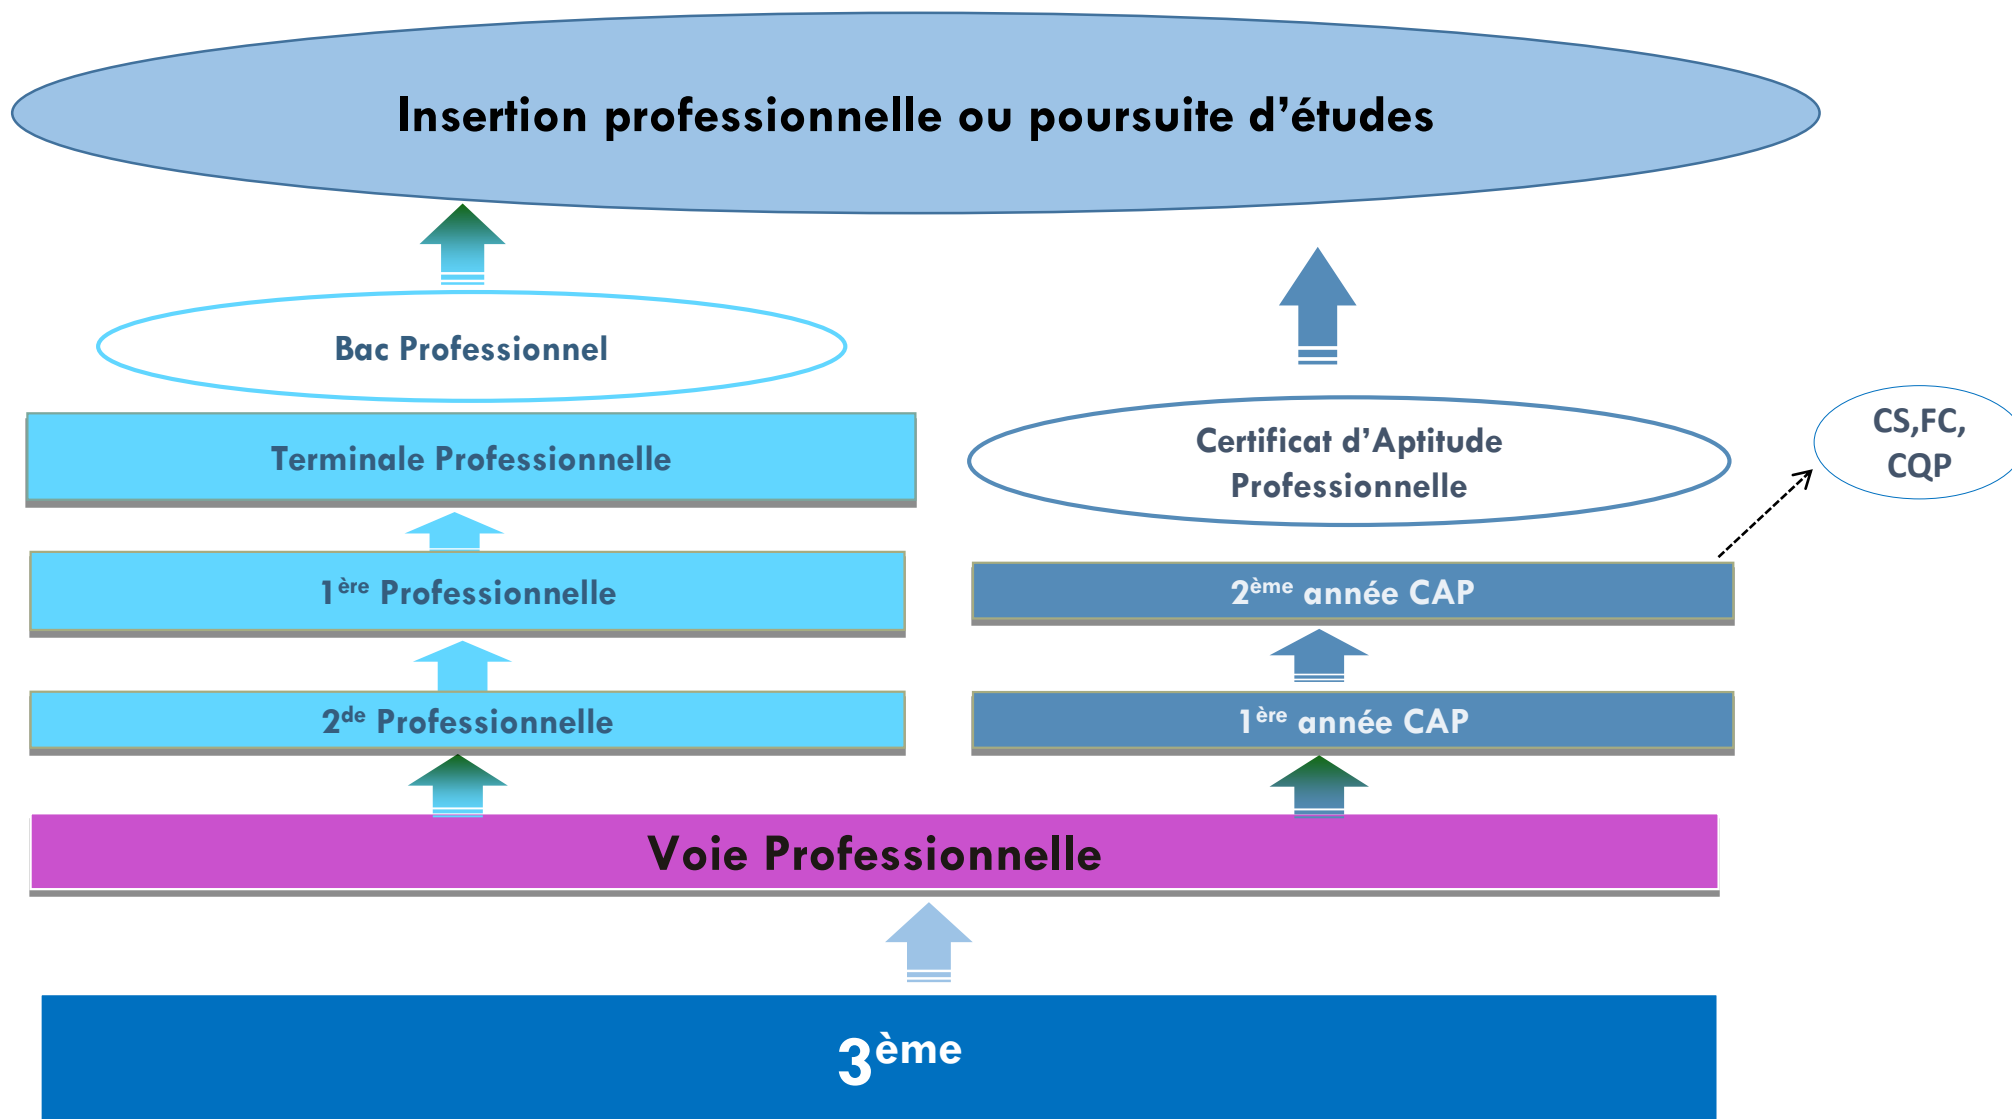 Insertion professionnelle ou poursuite d’études
Bac Professionnel
Terminale Professionnelle
1ère Professionnelle
2de Professionnelle
Certificat d’Aptitude
Professionnelle
CS,FC,
CQP
2ème année CAP
1ère année CAP
Voie Professionnelle
3ème